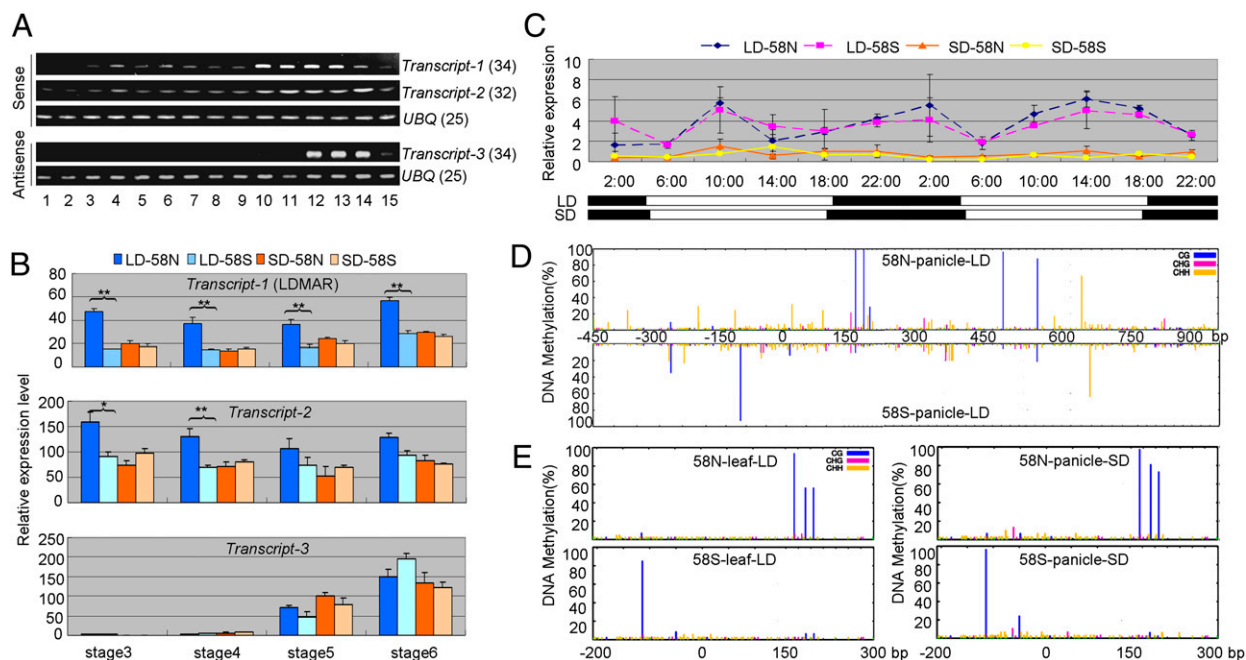 A
Sense
Transcript-1 (34)
Transcript-2 (32)
UBQ (25)
Antisense
Transcript-3 (34)
UBQ (25)
1 2 3 4 5 6 7 8 9 10 11 12 13 14 15
B
LD-58N LD-58S SD-58N SD-58S
Relative expression level
Transcript-1 (LDMAR)
80
60
40
20
0
** ** ** **
Transcript-2
200
150
100
50
0
* **
Transcript-3
250
200
150
100
50
0
stage3 stage4 stage5 stage6
C
LD-58N LD-58S SD-58N SD-58S
Relative expression
10
8
6
4
2
0
2:00 6:00 10:00 14:00 18:00 22:00 2:00 6:00 10:00 14:00 18:00 22:00
LD
SD
D
DNA Methylation(%)
58N-panicle-LD
CG
CHG
CHH
100
80
60
40
20
-450 -300 -150 0 150 300 450 600 750 900 bp
DNA Methylation(%)
20
40
60
80
100
58S-panicle-LD
E
DNA Methylation(%)
58N-leaf-LD
CG
CHG
CHH
100
80
60
40
20
58S-leaf-LD
100
80
60
40
20
-200 0 300 bp
DNA Methylation(%)
58N-panicle-SD
CG
CHG
CHH
100
80
60
40
20
58S-panicle-SD
100
80
60
40
20
-200 0 300 bp